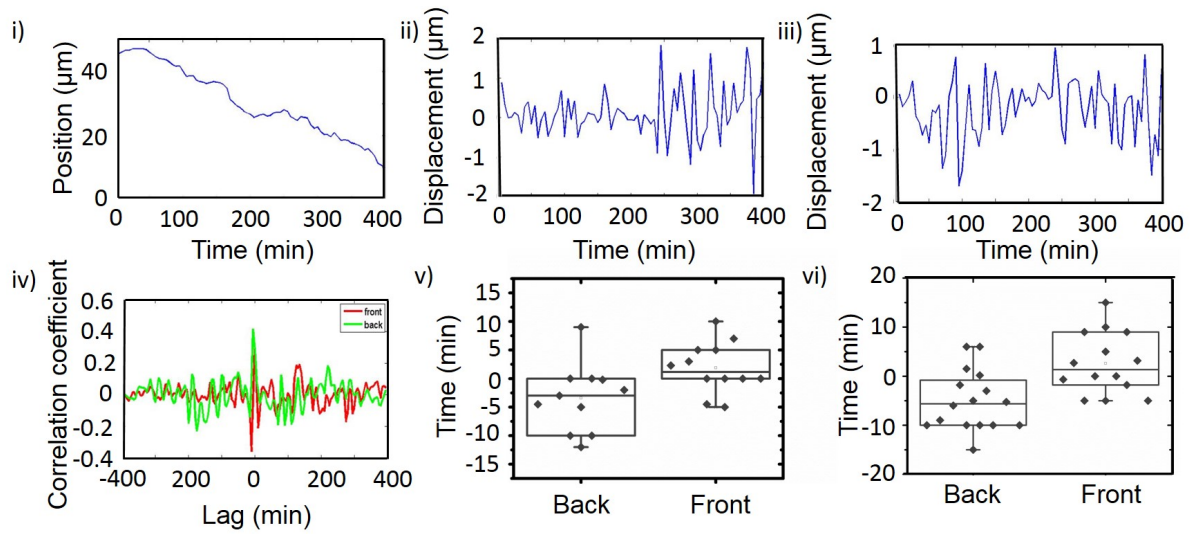 i)
Position (µm)
40
20
0
0 100 200 300 400
Time (min)
ii)
Displacement (µm)
2
1
0
-1
-2
0 100 200 300 400
Time (min)
iii)
Displacement (µm)
1
0
-1
-2
0 100 200 300 400
Time (min)
iv)
Correlation coefficient
0.6
0.4
0.2
0
-0.2
-0.4
front
back
-400 200 0 200 400
Lag (min)
v)
Time (min)
15
10
5
0
-5
-10
-15
Back Front
vi)
Time (min)
20
10
0
-10
-20
Back Front